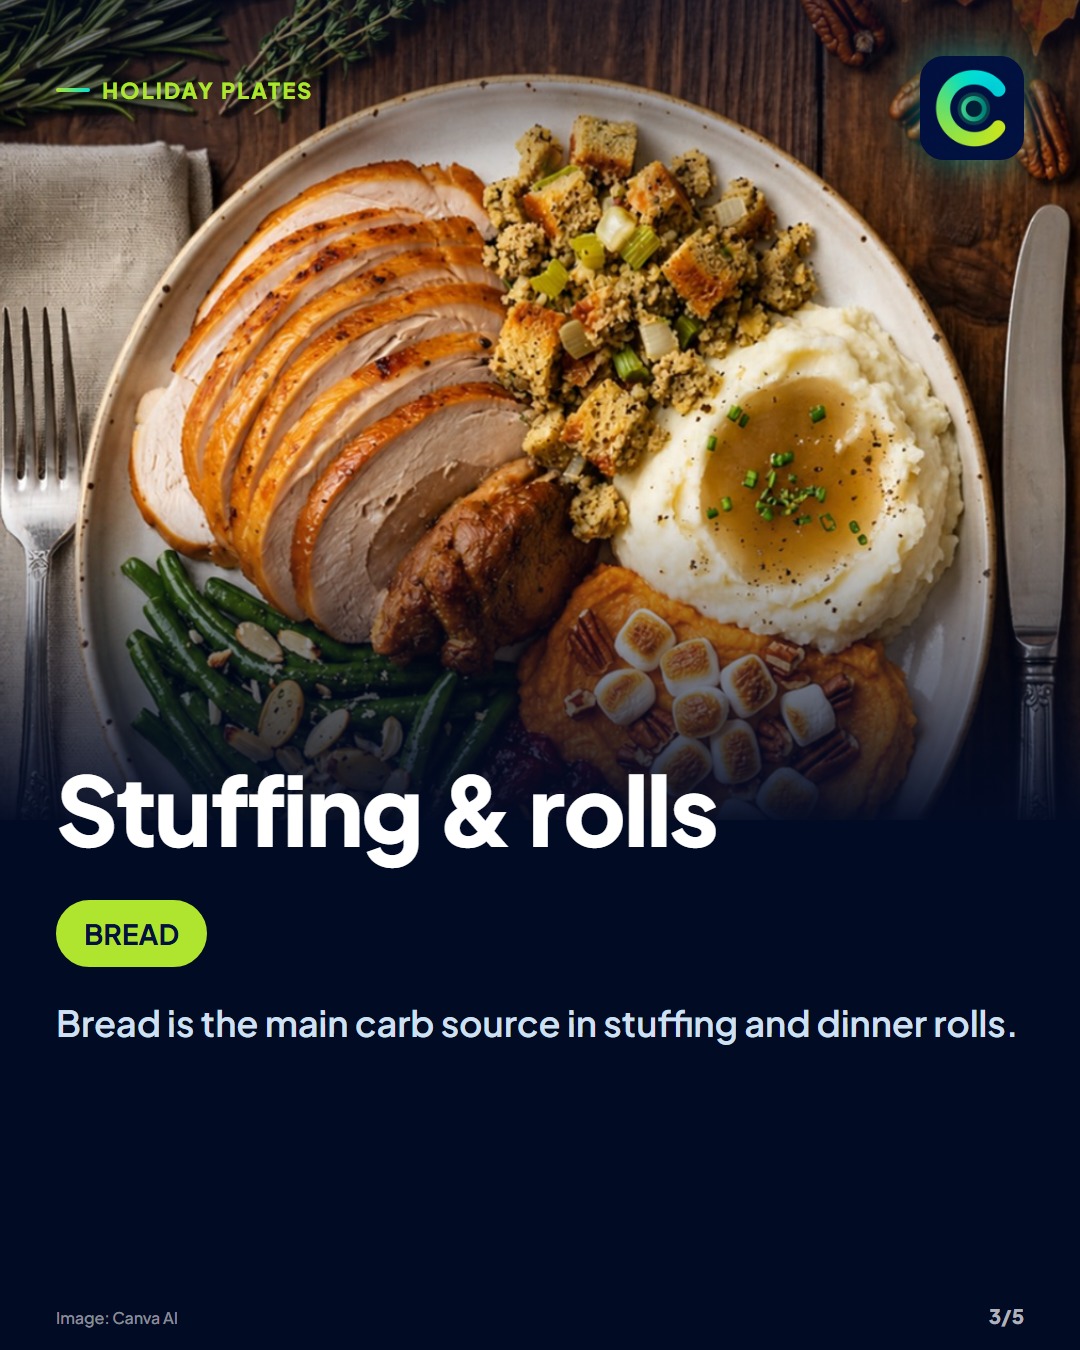 HOLIDAY PLATES
Stuffing & rolls
BREAD
Bread is the main carb source in stuffing and dinner rolls.
Image: Canva AI
3/5